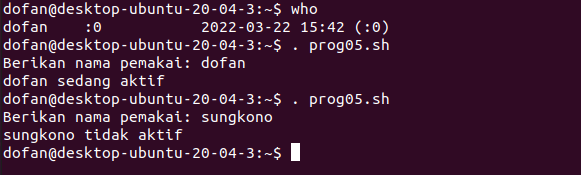 dofan@desktop-ubuntu-20-04-3:~$ who
dofan    :0           2022-03-22 15:42 (:0)
dofan@desktop-ubuntu-20-04-3:~$ . prog05.sh
Berikan nama pemakai: dofan
dofan sedang aktif
dofan@desktop-ubuntu-20-04-3:~$ . prog05.sh
Berikan nama pemakai: sungkono
sungkono tidak aktif
dofan@desktop-ubuntu-20-04-3:~$